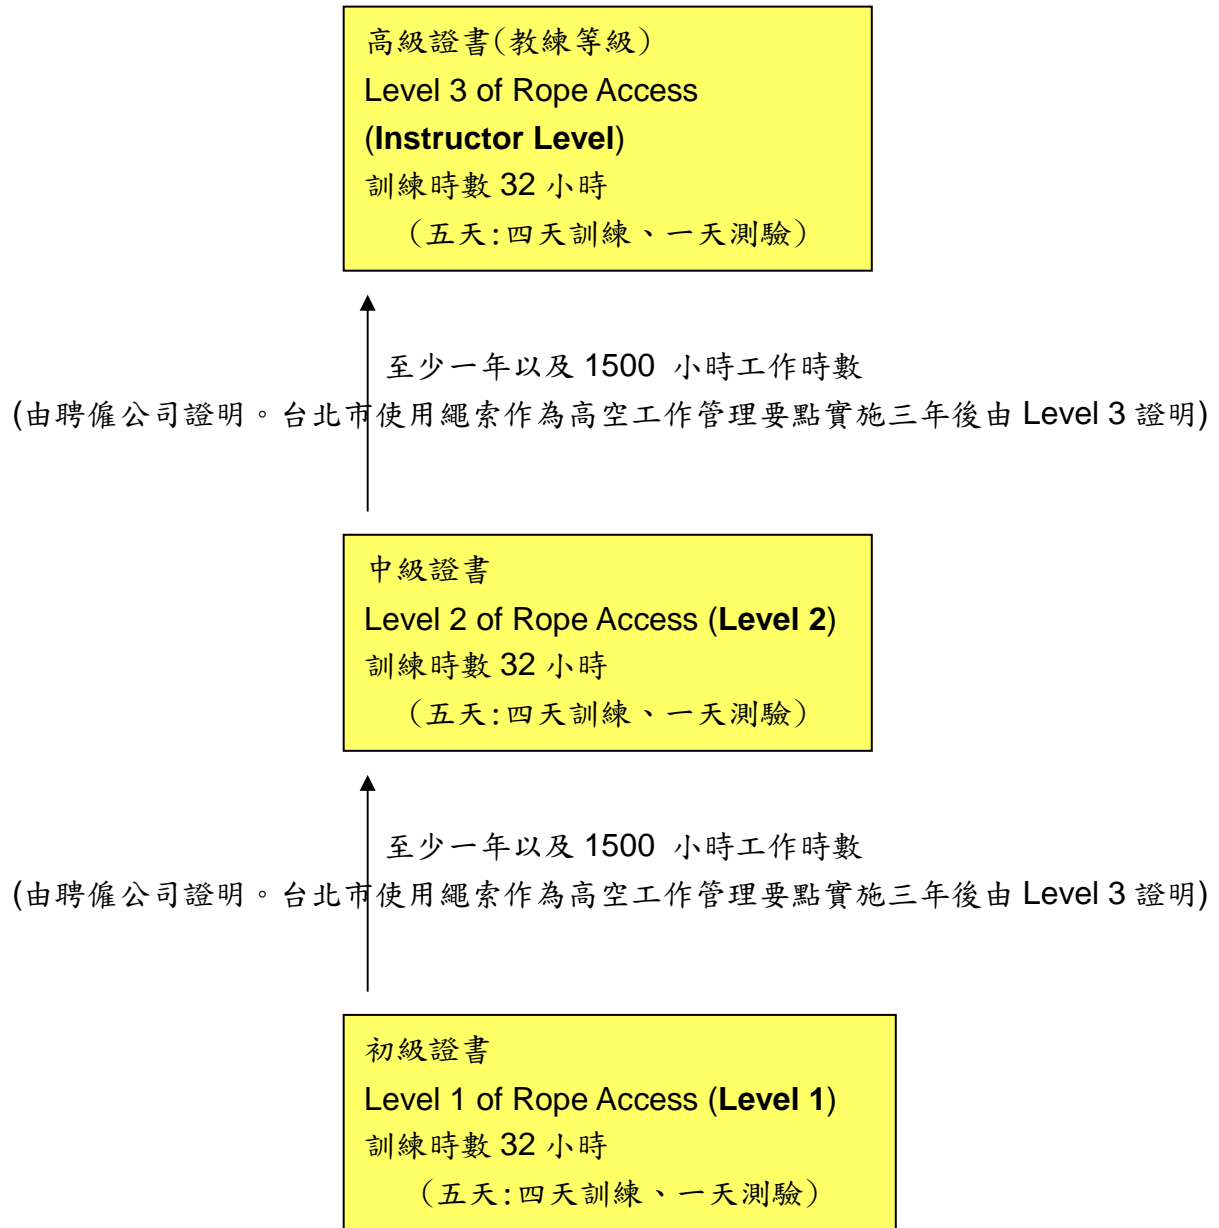 高級證書(教練等級)
Level 3 of Rope Access
(Instructor Level)
訓練時數 32 小時
(五天:四天訓練、一天測驗)
至少一年以及 1500 小時工作時數
(由聘僱公司證明。台北市使用繩索作為高空工作管理要點實施三年後由 Level 3 證明)
中級證書
Level 2 of Rope Access (Level 2)
訓練時數 32 小時
(五天:四天訓練、一天測驗)
至少一年以及 1500 小時工作時數
(由聘僱公司證明。台北市使用繩索作為高空工作管理要點實施三年後由 Level 3 證明)
初級證書
Level 1 of Rope Access (Level 1)
訓練時數 32 小時
(五天:四天訓練、一天測驗)